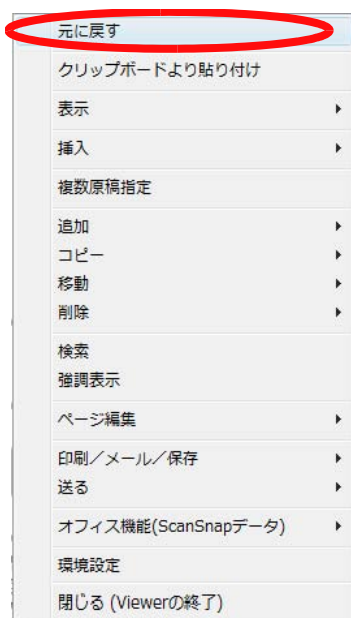 元に戻す
クリップボードより貼り付け
表示
挿入
複数原稿指定
追加
コピー
移動
削除
検索
強調表示
ページ編集
印刷／メール／保存
送る
オフィス機能(ScanSnapデータ)
環境設定
閉じる (Viewerの終了)